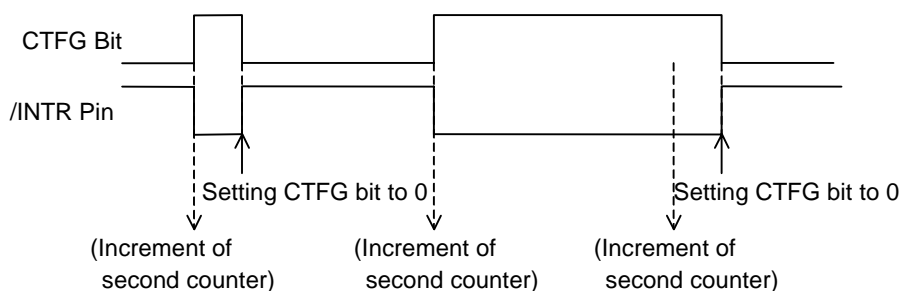 CTFG Bit
/INTR Pin
Setting CTFG bit to 0
Setting CTFG bit to 0
(Increment of
second counter)
(Increment of
second counter)
(Increment of
second counter)